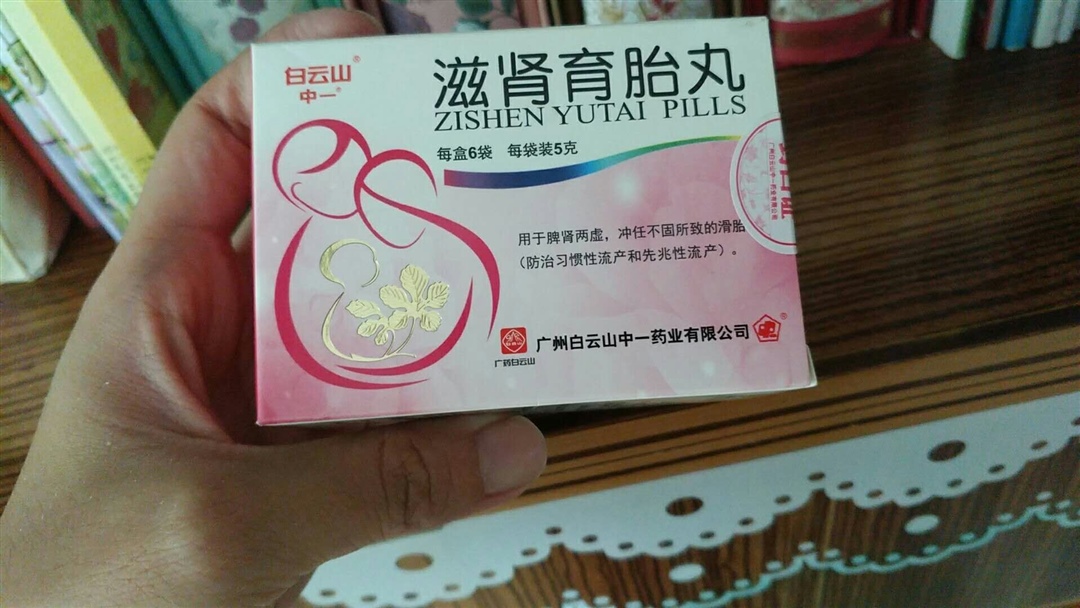 白云山®
中一®
滋肾育胎丸
ZISHEN YUTAI PILLS
每盒6袋 每袋装5克
用于脾肾两虚，冲任不固所致的滑胎
（防治习惯性流产和先兆性流产）。
广药白云山
广州白云山中一药业有限公司